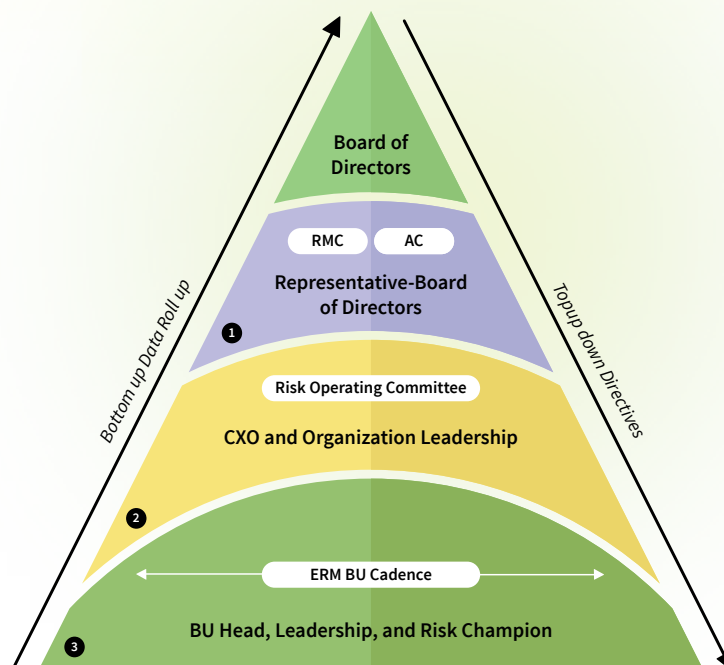 Board of
Directors
RMC
AC
Representative-Board
of Directors
1
Bottom up Data Roll up
Topup down Directives
Risk Operating Committee
CXO and Organization Leadership
2
ERM BU Cadence
BU Head, Leadership, and Risk Champion
3